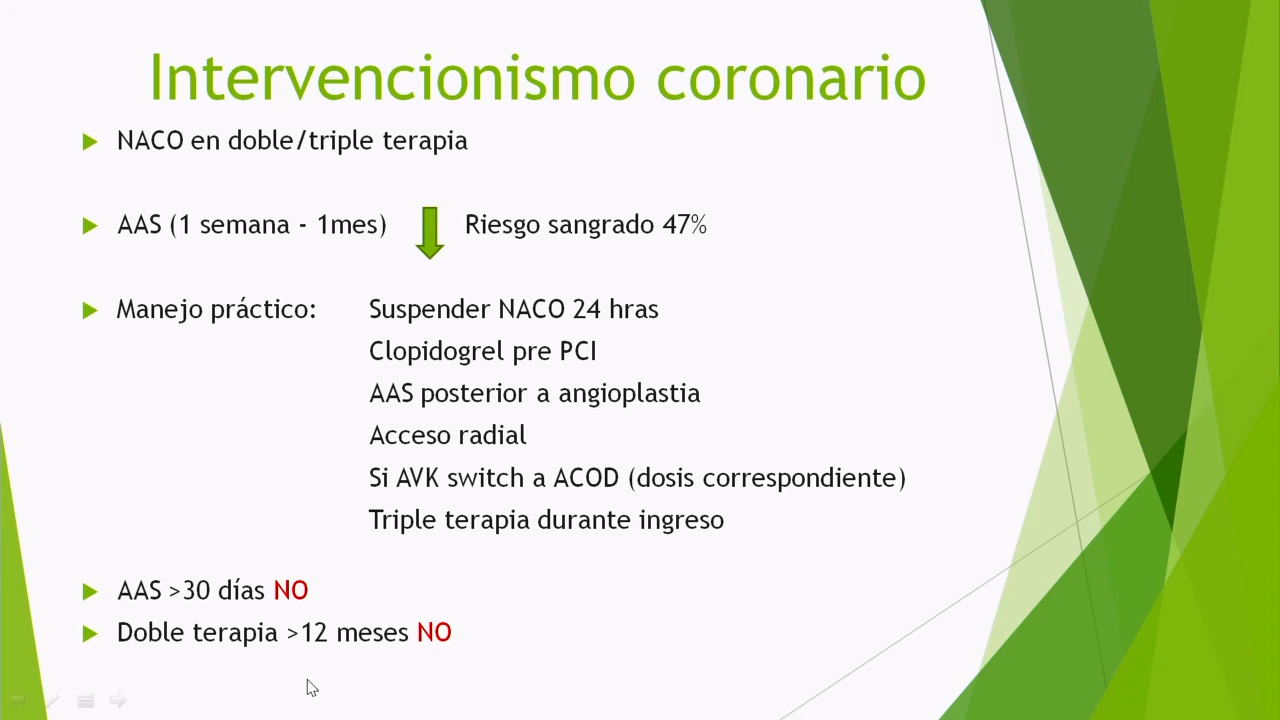 Intervencionismo coronario
NACO en doble/triple terapia
AAS (1 semana - 1mes) Riesgo sangrado 47%
Manejo práctico: Suspender NACO 24 hras
Clopidogrel pre PCI
AAS posterior a angioplastia
Acceso radial
Si AVK switch a ACOD (dosis correspondiente)
Triple terapia durante ingreso
AAS >30 días NO
Doble terapia >12 meses NO